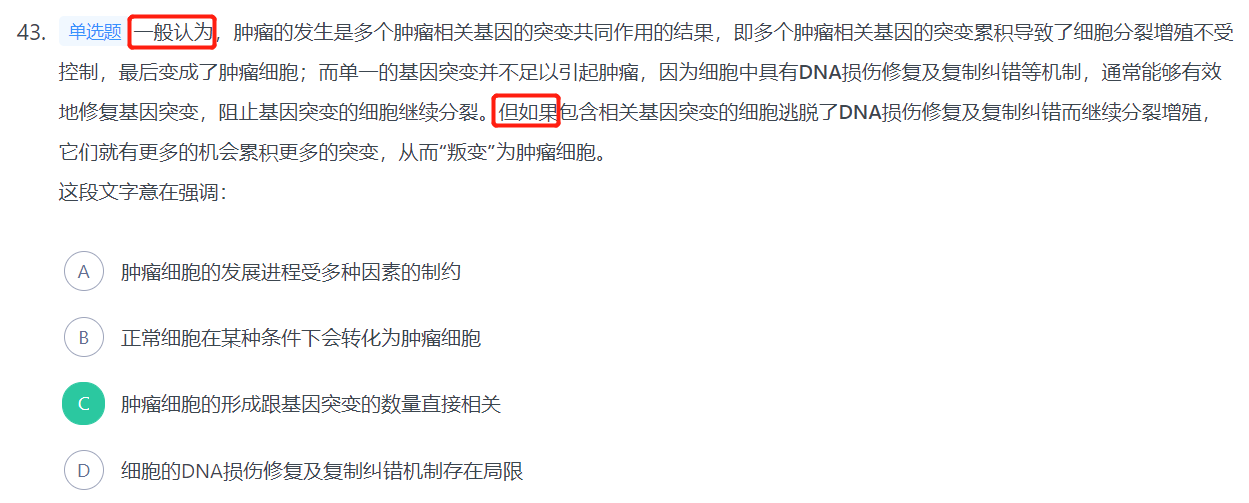 43. 单选题 一般认为，肿瘤的发生是多个肿瘤相关基因的突变共同作用的结果，即多个肿瘤相关基因的突变累积导致了细胞分裂增殖不受
控制，最后变成了肿瘤细胞；而单一的基因突变并不足以引起肿瘤，因为细胞中具有DNA损伤修复及复制纠错等机制，通常能够有效
地修复基因突变，阻止基因突变的细胞继续分裂。但如果包含相关基因突变的细胞逃脱了DNA损伤修复及复制纠错而继续分裂增殖，
它们就有更多的机会累积更多的突变，从而“叛变”为肿瘤细胞。
这段文字意在强调：
A 肿瘤细胞的发展进程受多种因素的制约
B 正常细胞在某种条件下会转化为肿瘤细胞
C 肿瘤细胞的形成跟基因突变的数量直接相关
D 细胞的DNA损伤修复及复制纠错机制存在局限